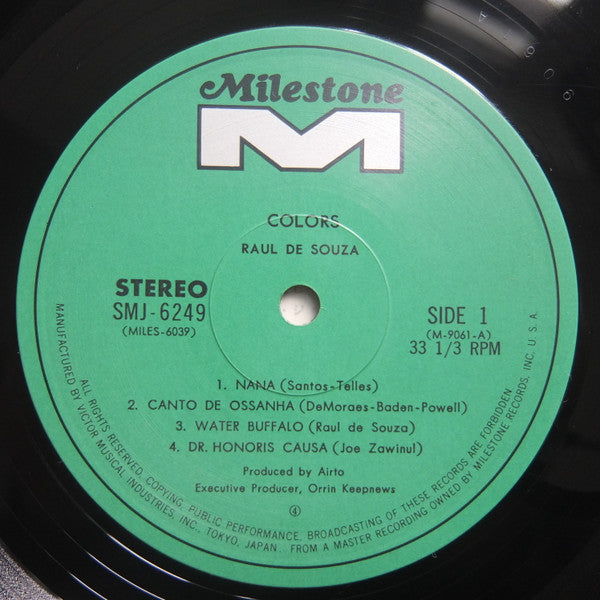 Milestone
M
COLORS
RAUL DE SOUZA
STEREO
SMJ-6249
(MILES-6039)
SIDE 1
(M-9061-A)
33 1/3 RPM
1. NANA (Santos-Telles)
2. CANTO DE OSSANHA (DeMoraes-Baden-Powell)
3. WATER BUFFALO (Raul de Souza)
4. DR. HONORIS CAUSA (Joe Zawinul)
Produced by Airto
Executive Producer, Orrin Keepnews
④
ALL RIGHTS RESERVED. COPYING, PUBLIC PERFORMANCE, BROADCASTING OF THESE RECORDS ARE FORBIDDEN
MANUFACTURED BY VICTOR MUSICAL INDUSTRIES, INC., TOKYO, JAPAN. FROM A MASTER RECORDING OWNED BY MILESTONE RECORDS, INC. U.S.A.